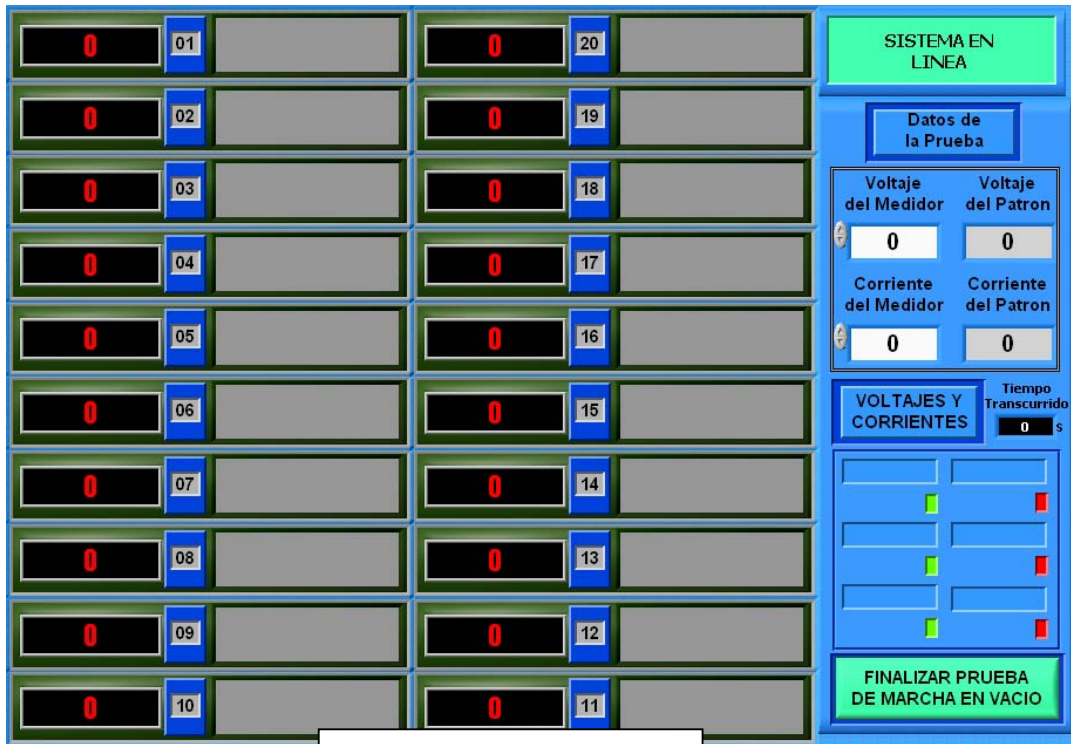 0 01
0 20
0 02
0 19
0 03
0 18
0 04
0 17
0 05
0 16
0 06
0 15
0 07
0 14
0 08
0 13
0 09
0 12
0 10
0 11
SISTEMA EN
LINEA
Datos de
la Prueba
Voltaje
del Medidor
Voltaje
del Patron
0
0
Corriente
del Medidor
Corriente
del Patron
0
0
VOLTAJES Y
CORRIENTES
Tiempo
Transcurrido
0 s
FINALIZAR PRUEBA
DE MARCHA EN VACIO